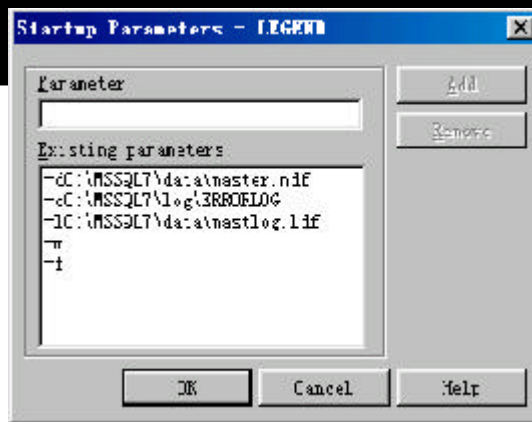 Startup Parameters - LEGEND
Parameter
Add
Remove
Existing parameters
-dC:\MSSQL7\data\master.mdf
-eC:\MSSQL7\log\ERRORLOG
-lC:\MSSQL7\data\mastlog.ldf
-m
-f
OK
Cancel
Help